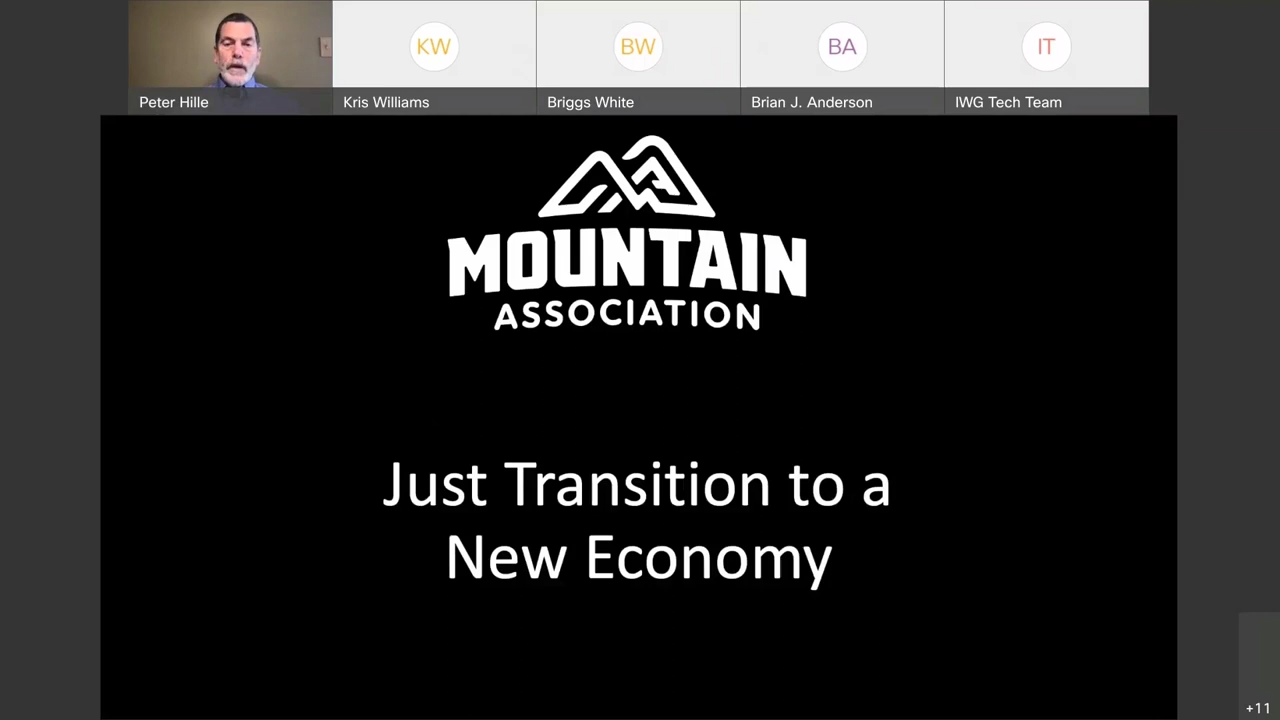 KW
BW
BA
IT
Peter Hille
Kris Williams
Briggs White
Brian J. Anderson
IWG Tech Team
MOUNTAIN
ASSOCIATION
Just Transition to a
New Economy
+11